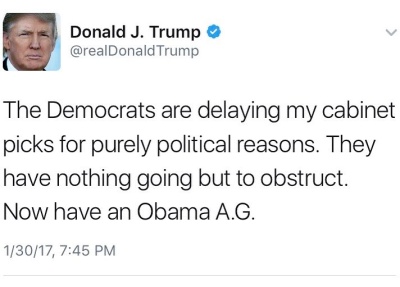 Donald J. Trump
@realDonaldTrump
The Democrats are delaying my cabinet
picks for purely political reasons. They
have nothing going but to obstruct.
Now have an Obama A.G.
1/30/17, 7:45 PM